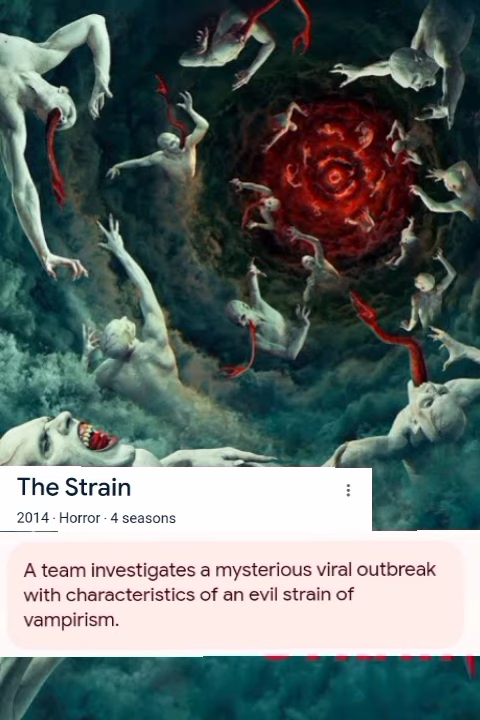 The Strain
2014 · Horror · 4 seasons
A team investigates a mysterious viral outbreak
with characteristics of an evil strain of
vampirism.